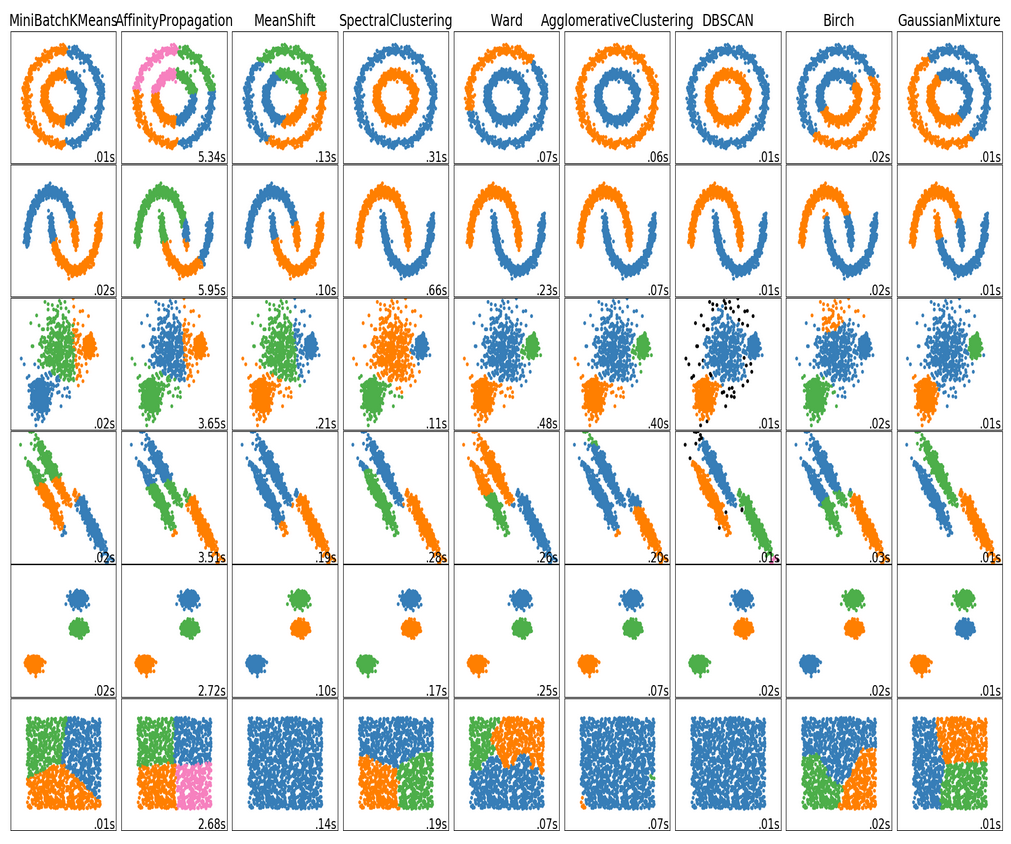 MiniBatchKMeans AffinityPropagation MeanShift SpectralClustering Ward AgglomerativeClustering DBSCAN Birch GaussianMixture
.01s 5.34s .13s .31s .07s .06s .01s .02s .01s
.02s 5.95s .10s .66s .23s .07s .01s .02s .01s
.02s 3.65s .21s .11s .48s .40s .01s .02s .01s
.02s 3.51s .19s .28s .26s .20s .01s .03s .01s
.02s 2.72s .10s .17s .25s .07s .02s .02s .01s
.01s 2.68s .14s .19s .07s .07s .01s .02s .01s